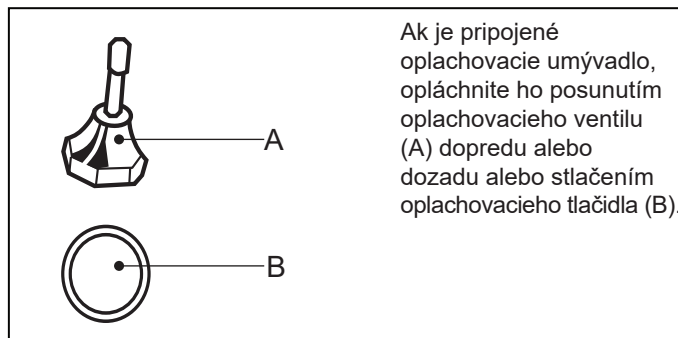 Ak je pripojené
oplachovacie umývadlo,
opláchnite ho posunutím
oplachovacieho ventilu
(A) dopredu alebo
dozadu alebo stlačením
oplachovacieho tlačidla (B).
A
B